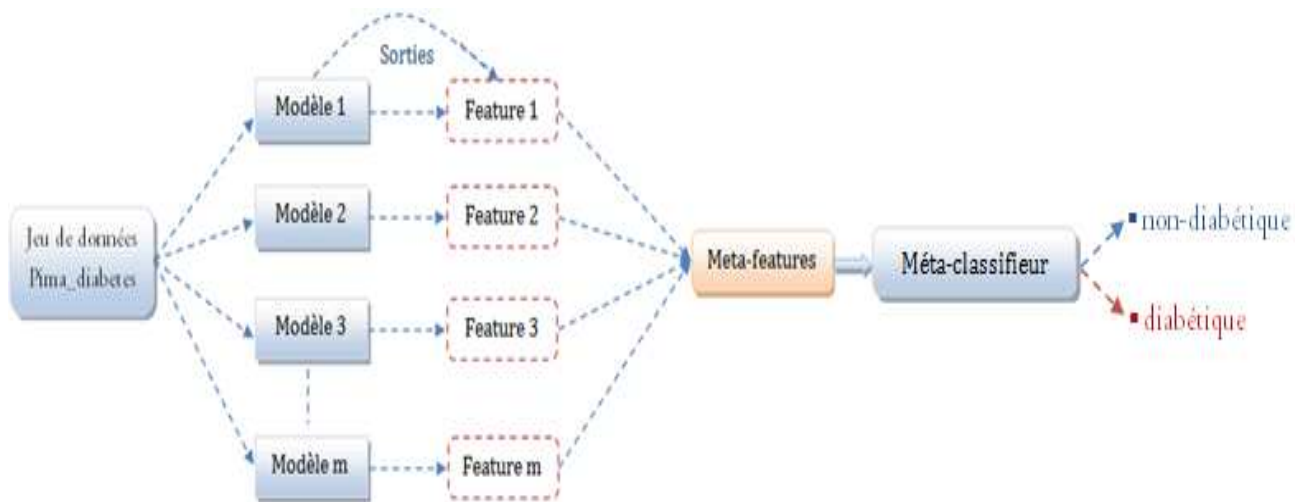 Sorties
Modèle 1
Feature 1
Modèle 2
Feature 2
Jeu de données
Pima_diabetes
Meta-features
Méta-classifieur
non-diabétique
diabétique
Modèle 3
Feature 3
Modèle m
Feature m